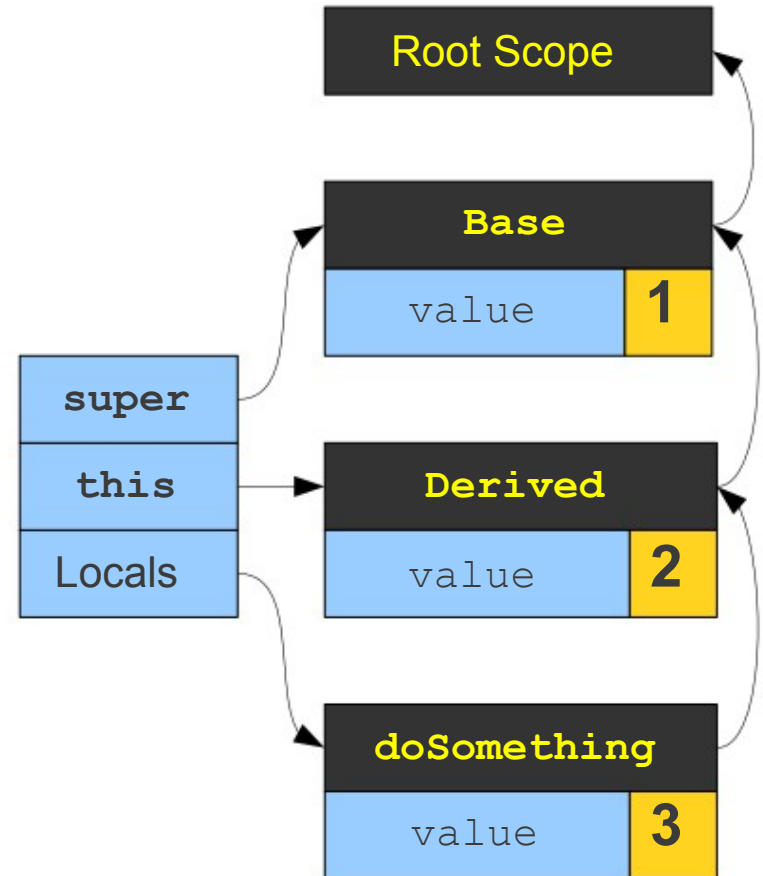 Root Scope
Base
value 1
super
this
Locals
Derived
value 2
doSomething
value 3